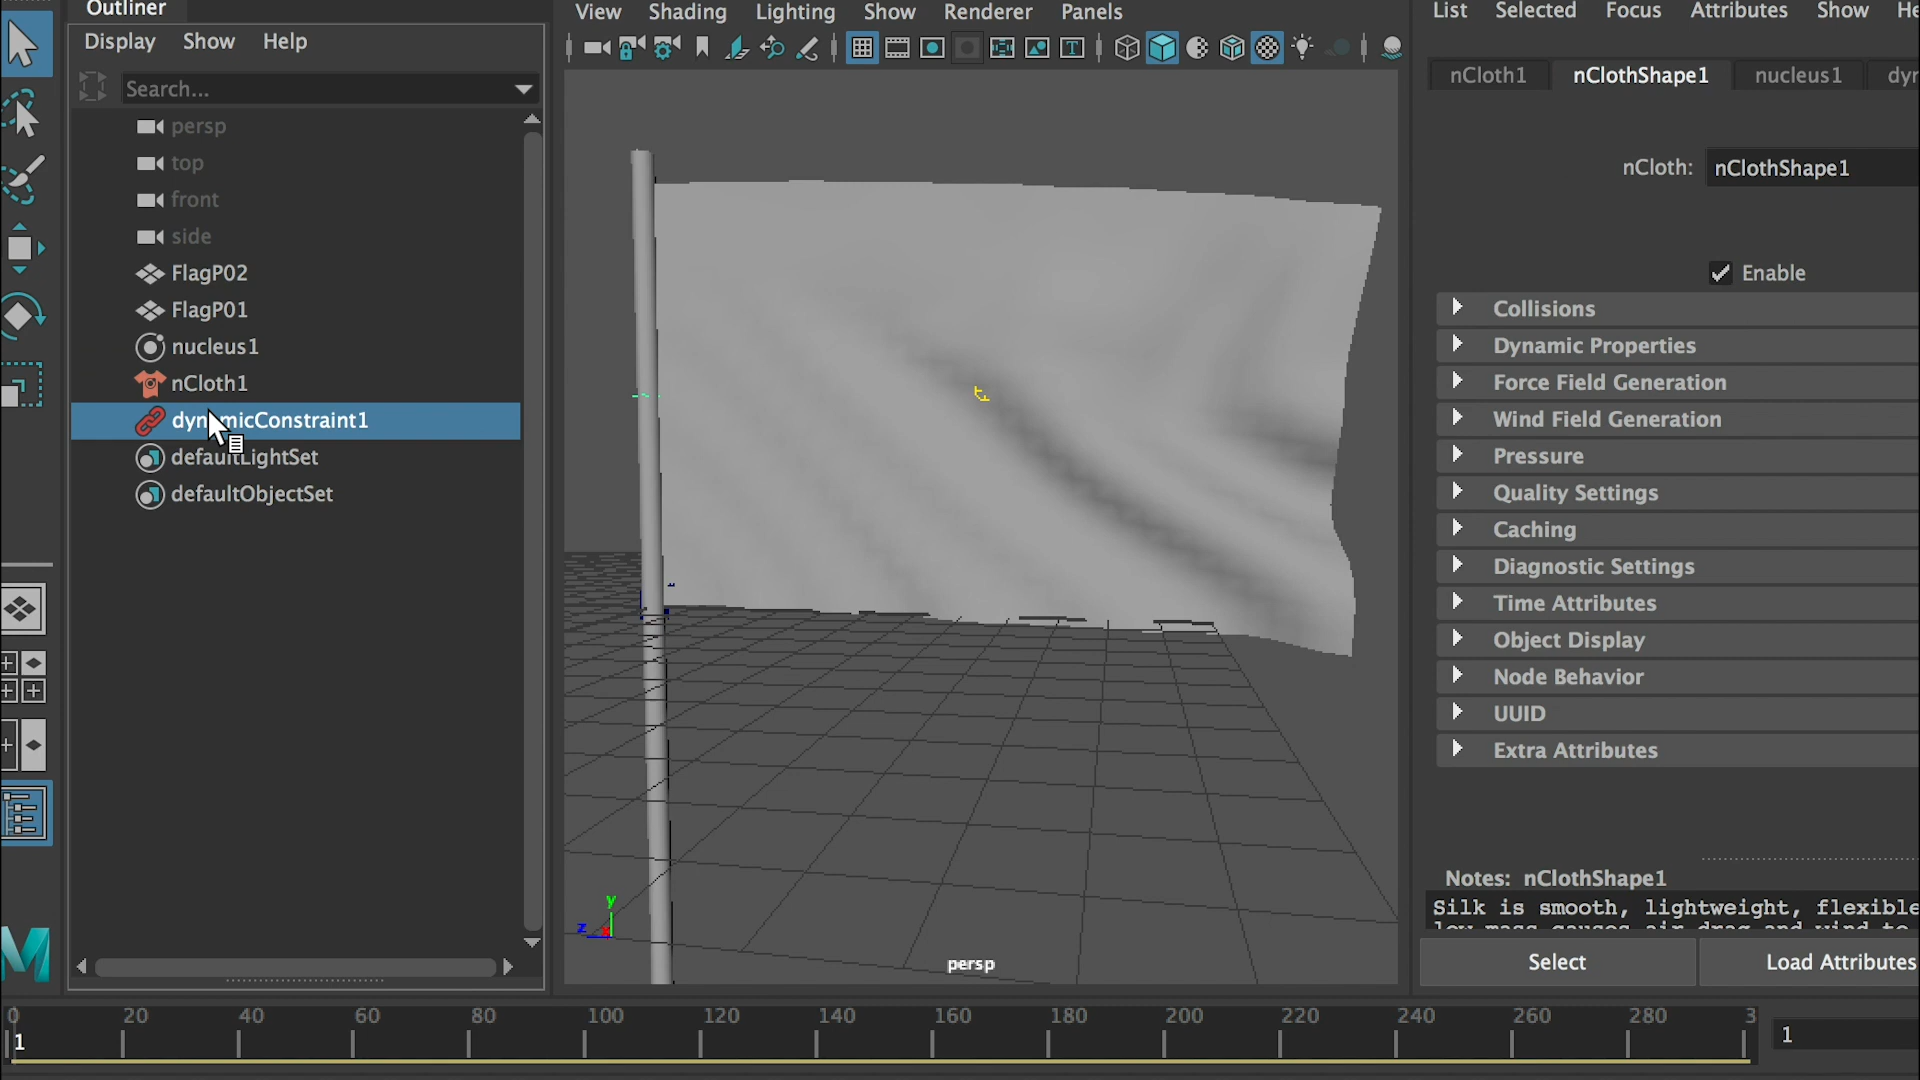 Outliner
Display Show Help
Search...
persp
top
front
side
FlagP02
FlagP01
nucleus1
nCloth1
dynamicConstraint1
defaultLightSet
defaultObjectSet
View Shading Lighting Show Renderer Panels
y
z x
persp
List Selected Focus Attributes Show He
nCloth1 nClothShape1 nucleus1 dyr
nCloth: nClothShape1
Enable
Collisions
Dynamic Properties
Force Field Generation
Wind Field Generation
Pressure
Quality Settings
Caching
Diagnostic Settings
Time Attributes
Object Display
Node Behavior
UUID
Extra Attributes
Notes: nClothShape1
Silk is smooth, lightweight, flexible
Select Load Attributes
0 20 40 60 80 100 120 140 160 180 200 220 240 260 280 3
1 1